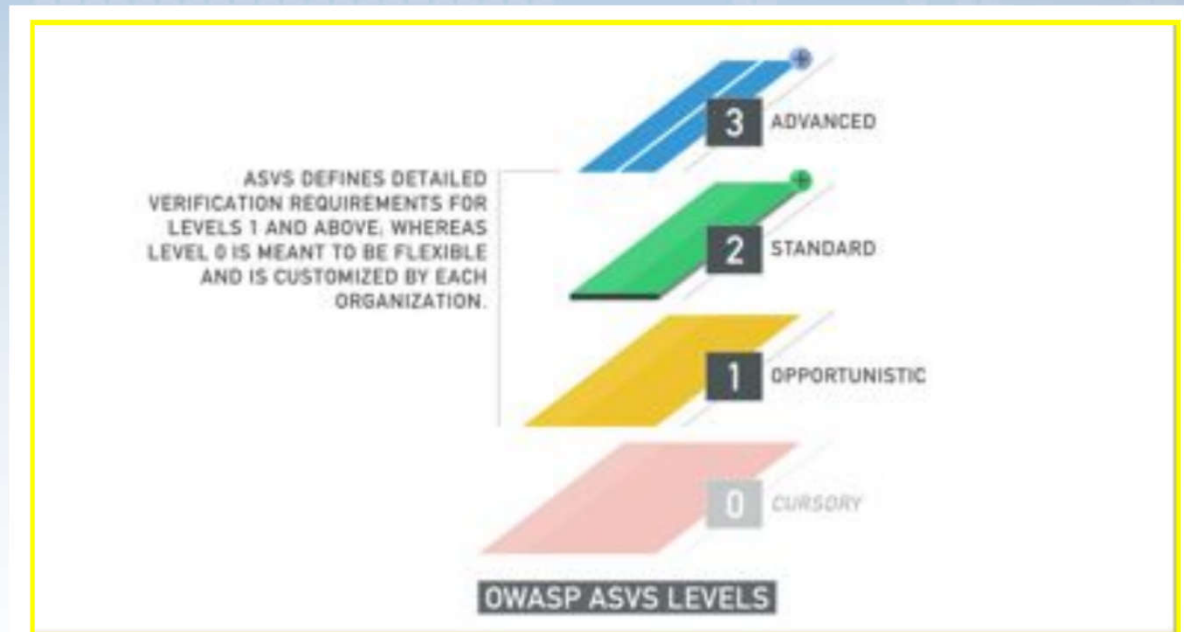 3 ADVANCED
ASVS DEFINES DETAILED
VERIFICATION REQUIREMENTS FOR
LEVELS 1 AND ABOVE, WHEREAS
LEVEL 0 IS MEANT TO BE FLEXIBLE
AND IS CUSTOMIZED BY EACH
ORGANIZATION.
2 STANDARD
1 OPPORTUNISTIC
0 CURSORY
OWASP ASVS LEVELS